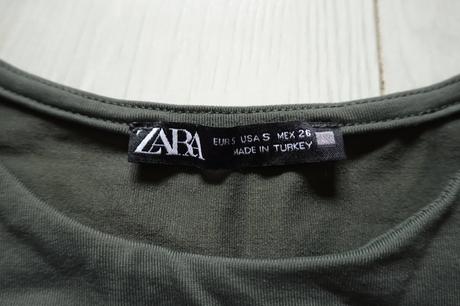 ZARA
EUR S USA S MEX 26
MADE IN TURKEY